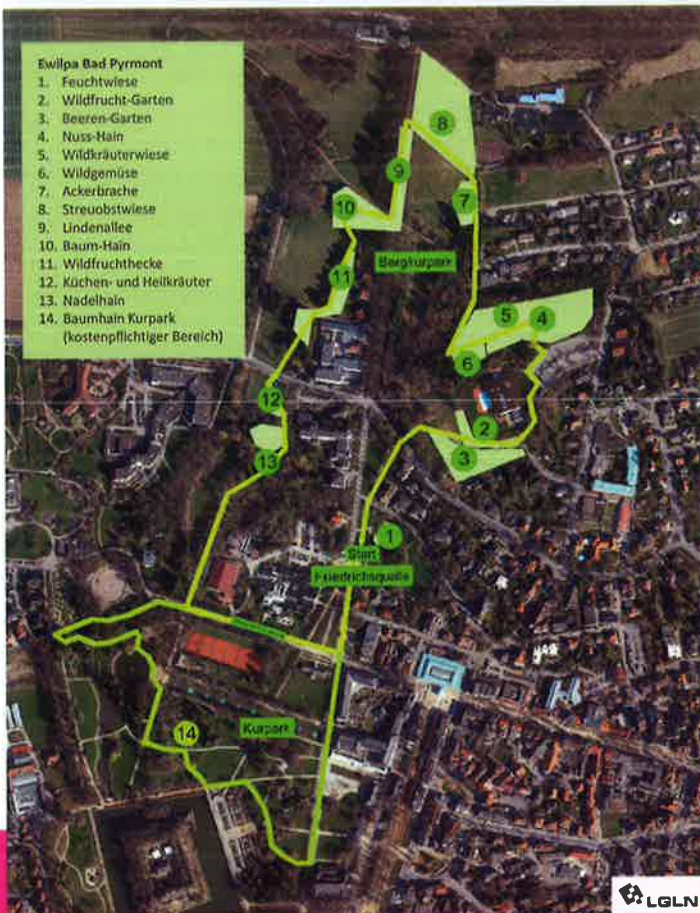 Ewilpa Bad Pyrmont
1. Feuchtwiese
2. Wildfrucht-Garten
3. Beeren-Garten
4. Nuss-Hain
5. Wildkräuterwiese
6. Wildgemüse
7. Ackerbrache
8. Streuobstwiese
9. Lindenallee
10. Baum-Hain
11. Wildfruchthecke
12. Küchen- und Heilkräuter
13. Nadelhain
14. Baumhain Kurpark
(kostenpflichtiger Bereich)
8
9
7
10
Bergkurpark
11
5
4
6
12
2
3
13
1
Start
Friedrichsquelle
14
Kurpark
LGLN